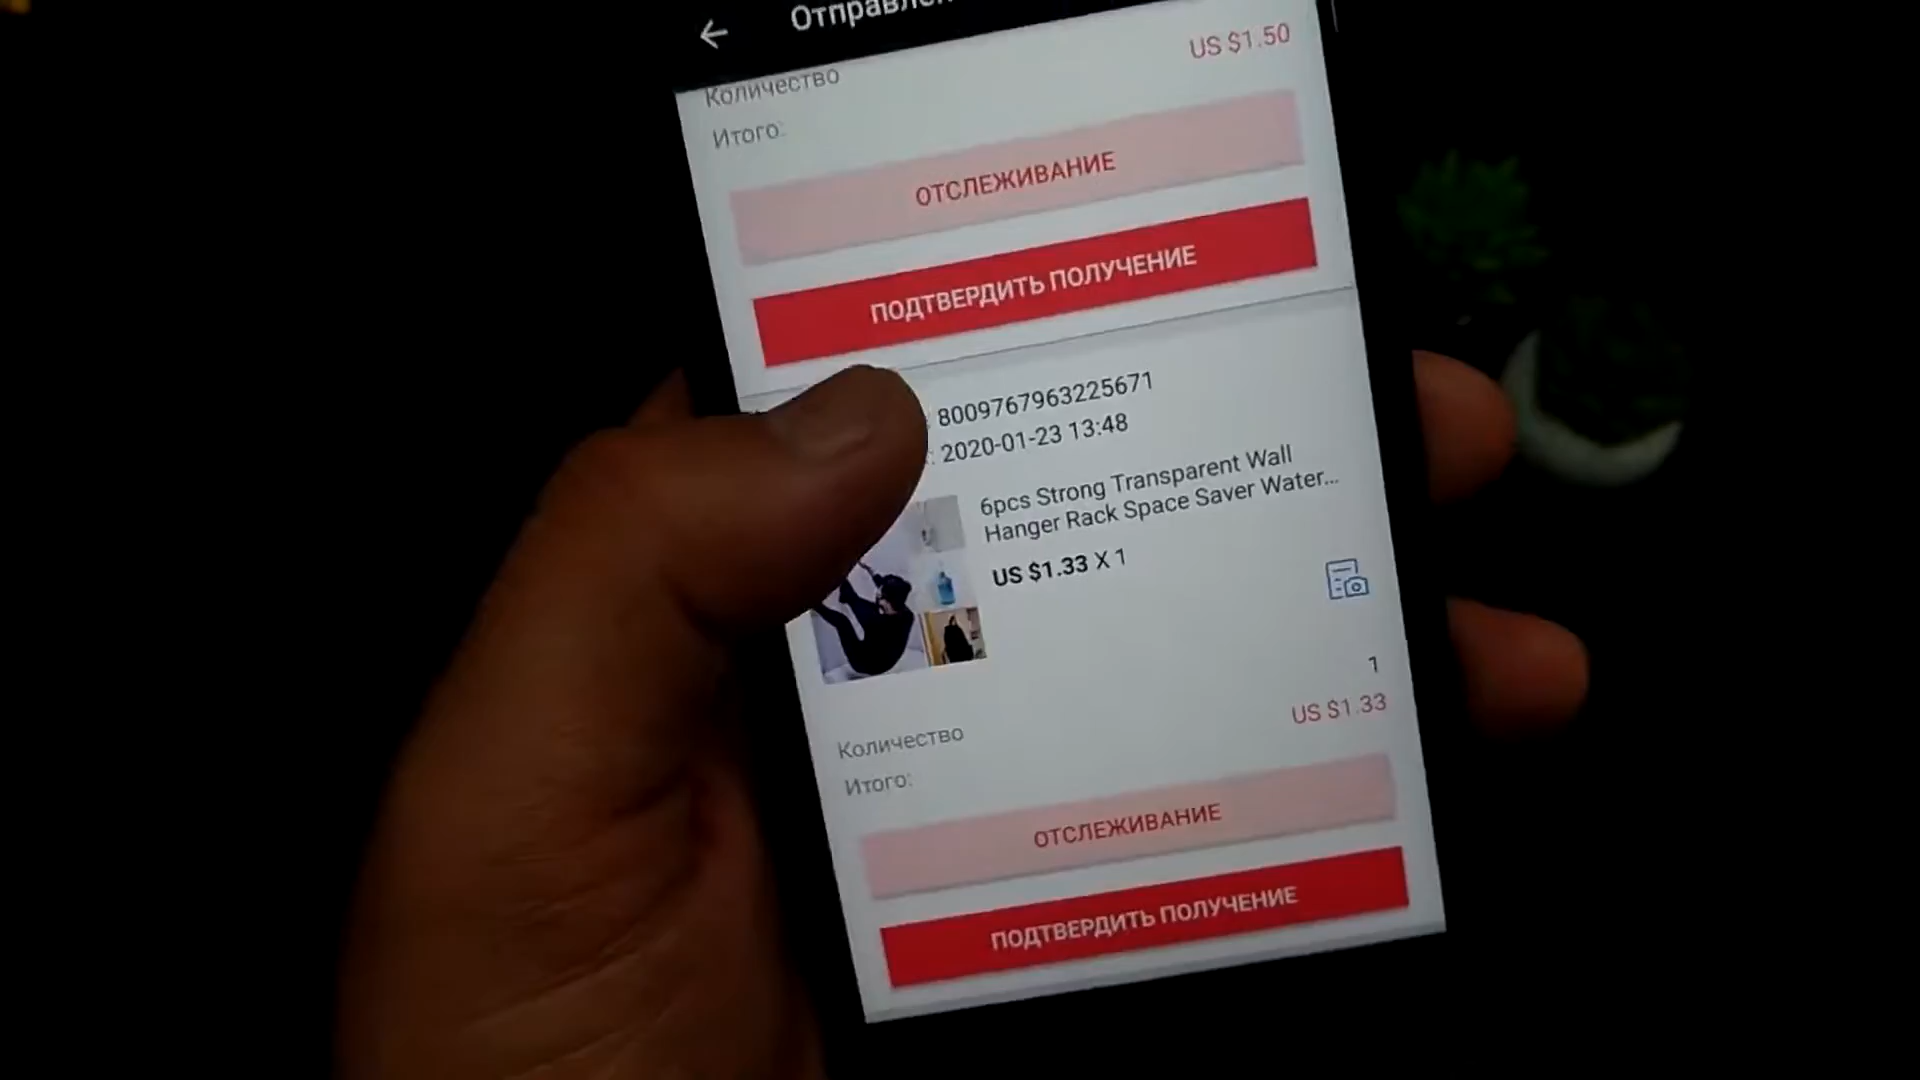 US $1.50
Количество
Итого:
ОТСЛЕЖИВАНИЕ
ПОДТВЕРДИТЬ ПОЛУЧЕНИЕ
: 8009767963225671
: 2020-01-23 13:48
6pcs Strong Transparent Wall
Hanger Rack Space Saver Water...
US $1.33 X 1
1
Количество
US $1.33
Итого:
ОТСЛЕЖИВАНИЕ
ПОДТВЕРДИТЬ ПОЛУЧЕНИЕ